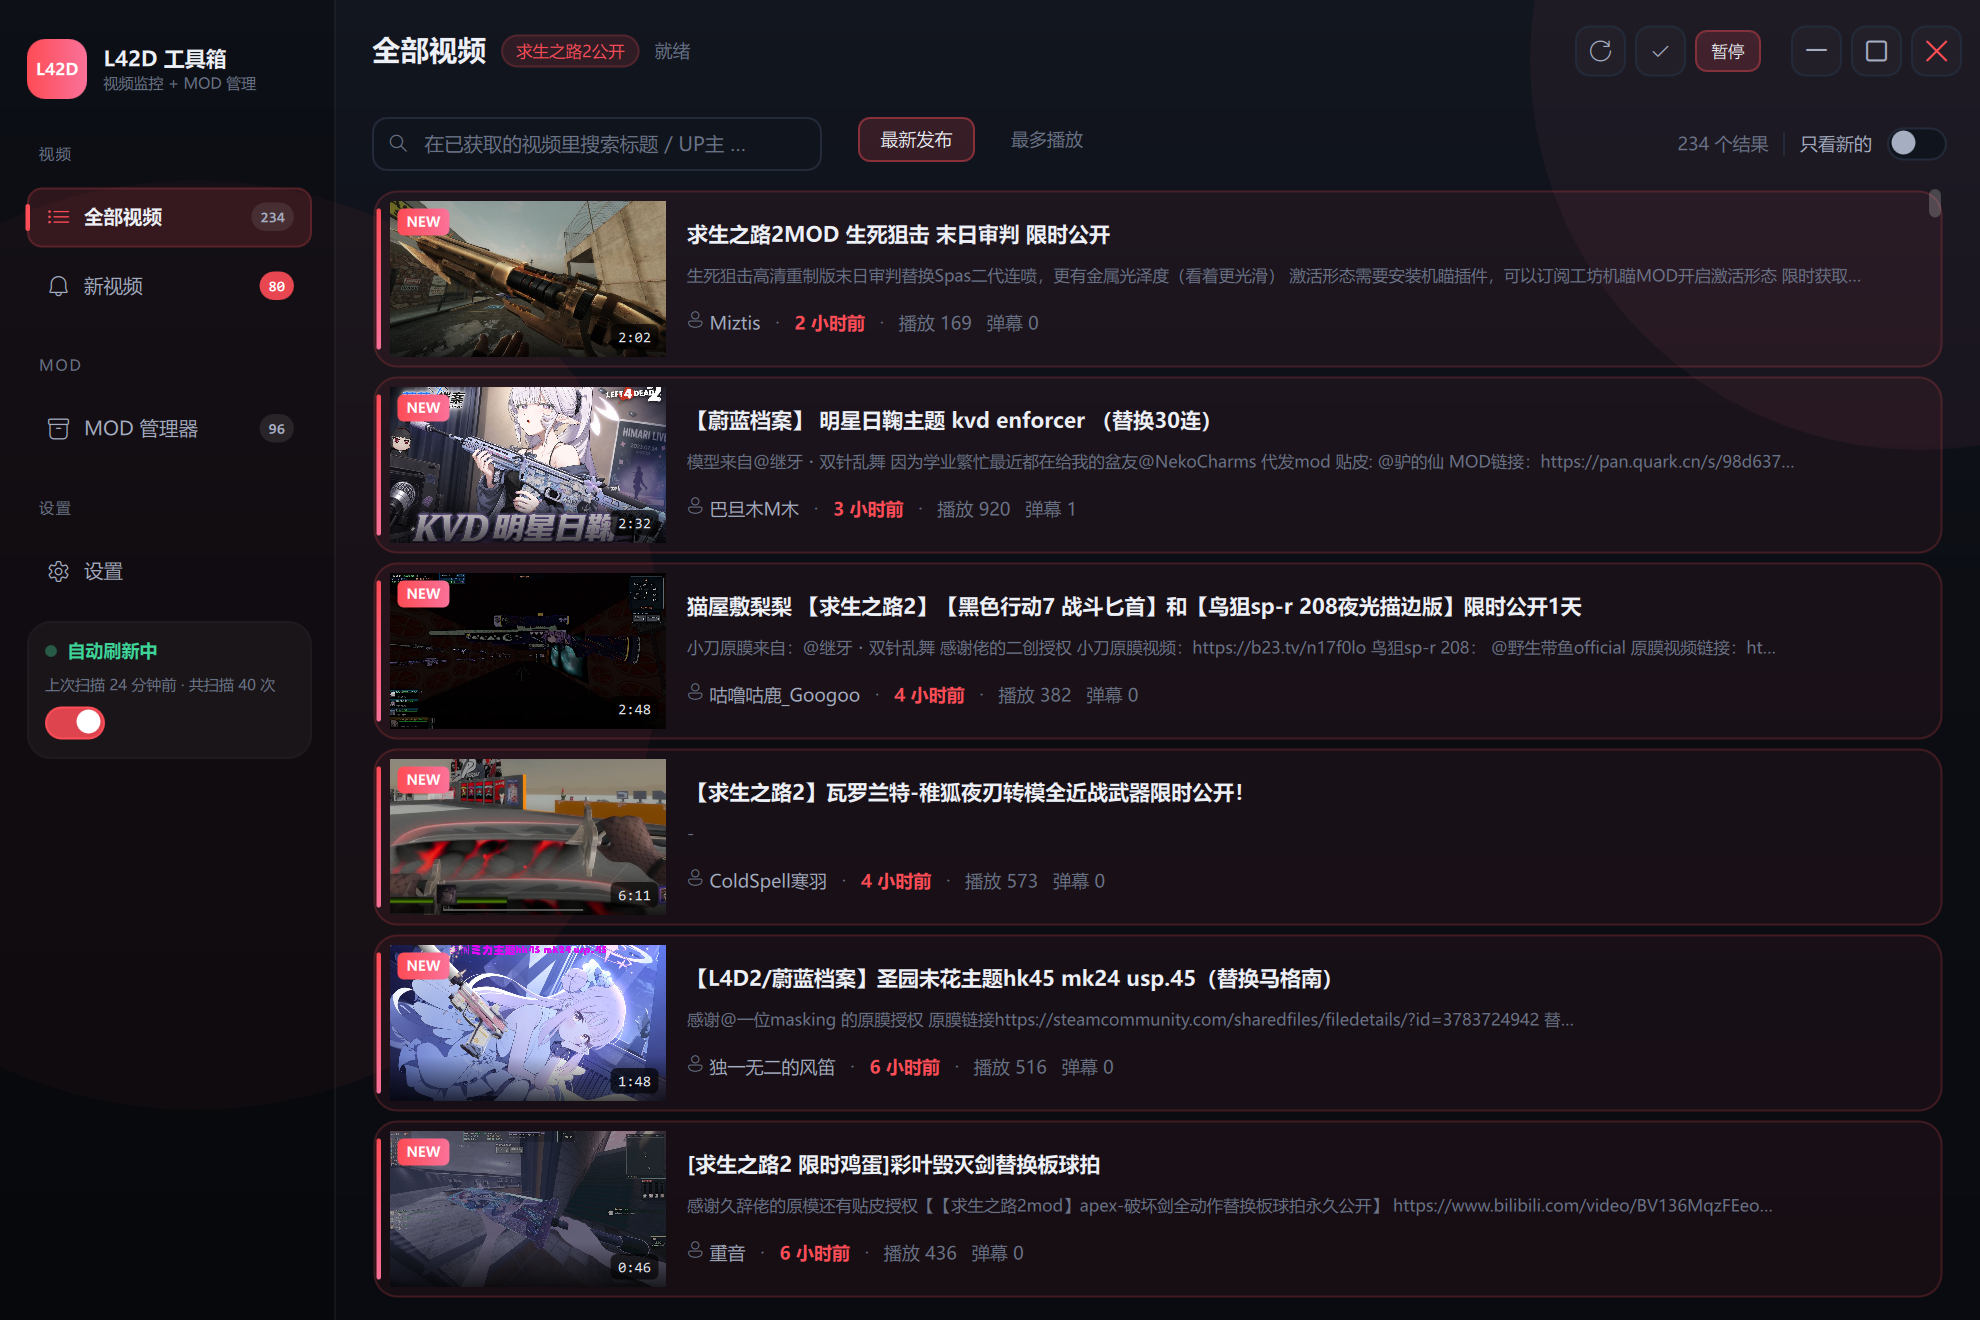 L42D
L42D 工具箱
视频监控 + MOD 管理
视频
全部视频 234
新视频 80
MOD
MOD 管理器 96
设置
设置
自动刷新中
上次扫描 24 分钟前 · 共扫描 40 次
全部视频 求生之路2公开 就绪
暂停
在已获取的视频里搜索标题 / UP主 ...
最新发布 最多播放
234 个结果 只看新的
NEW
2:02
求生之路2MOD 生死狙击 末日审判 限时公开
生死狙击高清重制版末日审判替换Spas二代连喷，更有金属光泽度（看着更光滑） 激活形态需要安装机瞄插件，可以订阅工坊机瞄MOD开启激活形态 限时获取...
Miztis · 2 小时前 · 播放 169 弹幕 0
NEW
LEFT 4 DEAD 2
HIMARI LIVE
KVD 明星日鞠
2:32
【蔚蓝档案】 明星日鞠主题 kvd enforcer （替换30连）
模型来自@继牙 · 双针乱舞 因为学业繁忙最近都在给我的盆友@NekoCharms 代发mod 贴皮: @驴的仙 MOD链接：https://pan.quark.cn/s/98d637...
巴旦木M木 · 3 小时前 · 播放 920 弹幕 1
NEW
2:48
猫屋敷梨梨 【求生之路2】【黑色行动7 战斗匕首】和【鸟狙sp-r 208夜光描边版】限时公开1天
小刀原膜来自：@继牙 · 双针乱舞 感谢佬的二创授权 小刀原膜视频：https://b23.tv/n17f0lo 鸟狙sp-r 208： @野生带鱼official 原膜视频链接：ht...
咕噜咕鹿_Googoo · 4 小时前 · 播放 382 弹幕 0
NEW
6:11
【求生之路2】瓦罗兰特-稚狐夜刃转模全近战武器限时公开！
-
ColdSpell寒羽 · 4 小时前 · 播放 573 弹幕 0
NEW
1:48
【L4D2/蔚蓝档案】圣园未花主题hk45 mk24 usp.45（替换马格南）
感谢@一位masking 的原膜授权 原膜链接https://steamcommunity.com/sharedfiles/filedetails/?id=3783724942 替...
独一无二的风笛 · 6 小时前 · 播放 516 弹幕 0
NEW
0:46
[求生之路2 限时鸡蛋]彩叶毁灭剑替换板球拍
感谢久辞佬的原模还有贴皮授权【【求生之路2mod】apex-破坏剑全动作替换板球拍永久公开】 https://www.bilibili.com/video/BV136MqzFEeo...
重音 · 6 小时前 · 播放 436 弹幕 0